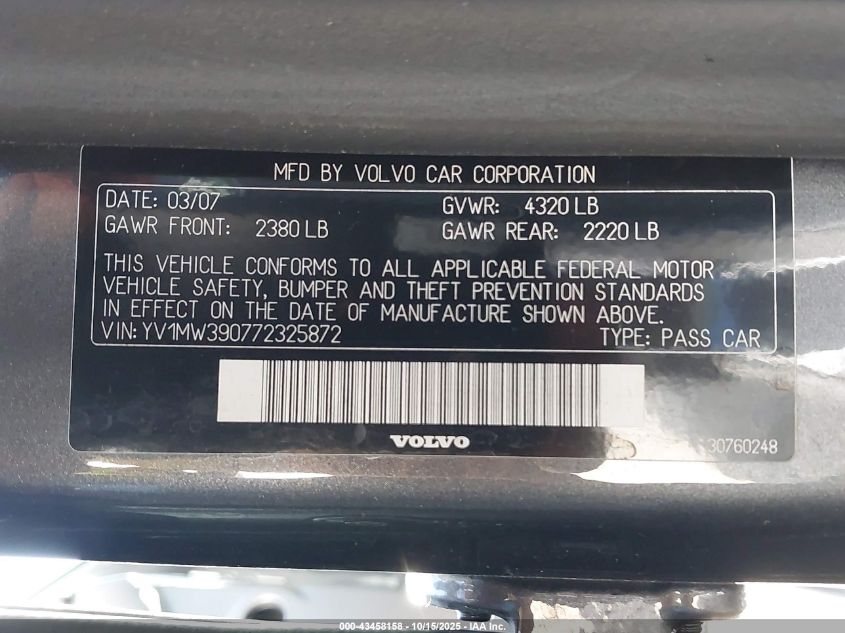 MFD BY VOLVO CAR CORPORATION
DATE: 03/07 GVWR: 4320 LB
GAWR FRONT: 2380 LB GAWR REAR: 2220 LB
THIS VEHICLE CONFORMS TO ALL APPLICABLE FEDERAL MOTOR
VEHICLE SAFETY, BUMPER AND THEFT PREVENTION STANDARDS
IN EFFECT ON THE DATE OF MANUFACTURE SHOWN ABOVE.
VIN: YV1MW390772325872 TYPE: PASS CAR
VOLVO
30760248
000-43458158 - 10/15/2025 - IAA Inc.